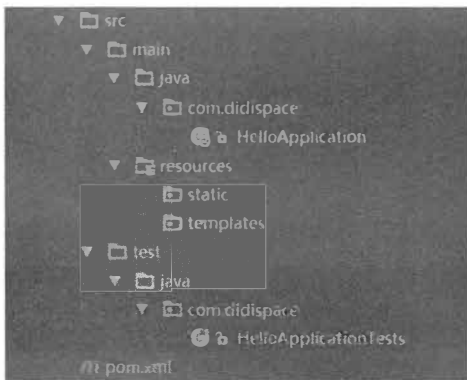 src
main
java
com.didispace
HelloApplication
resources
static
templates
test
java
com.didispace
HelloApplicationTests
pom.xml